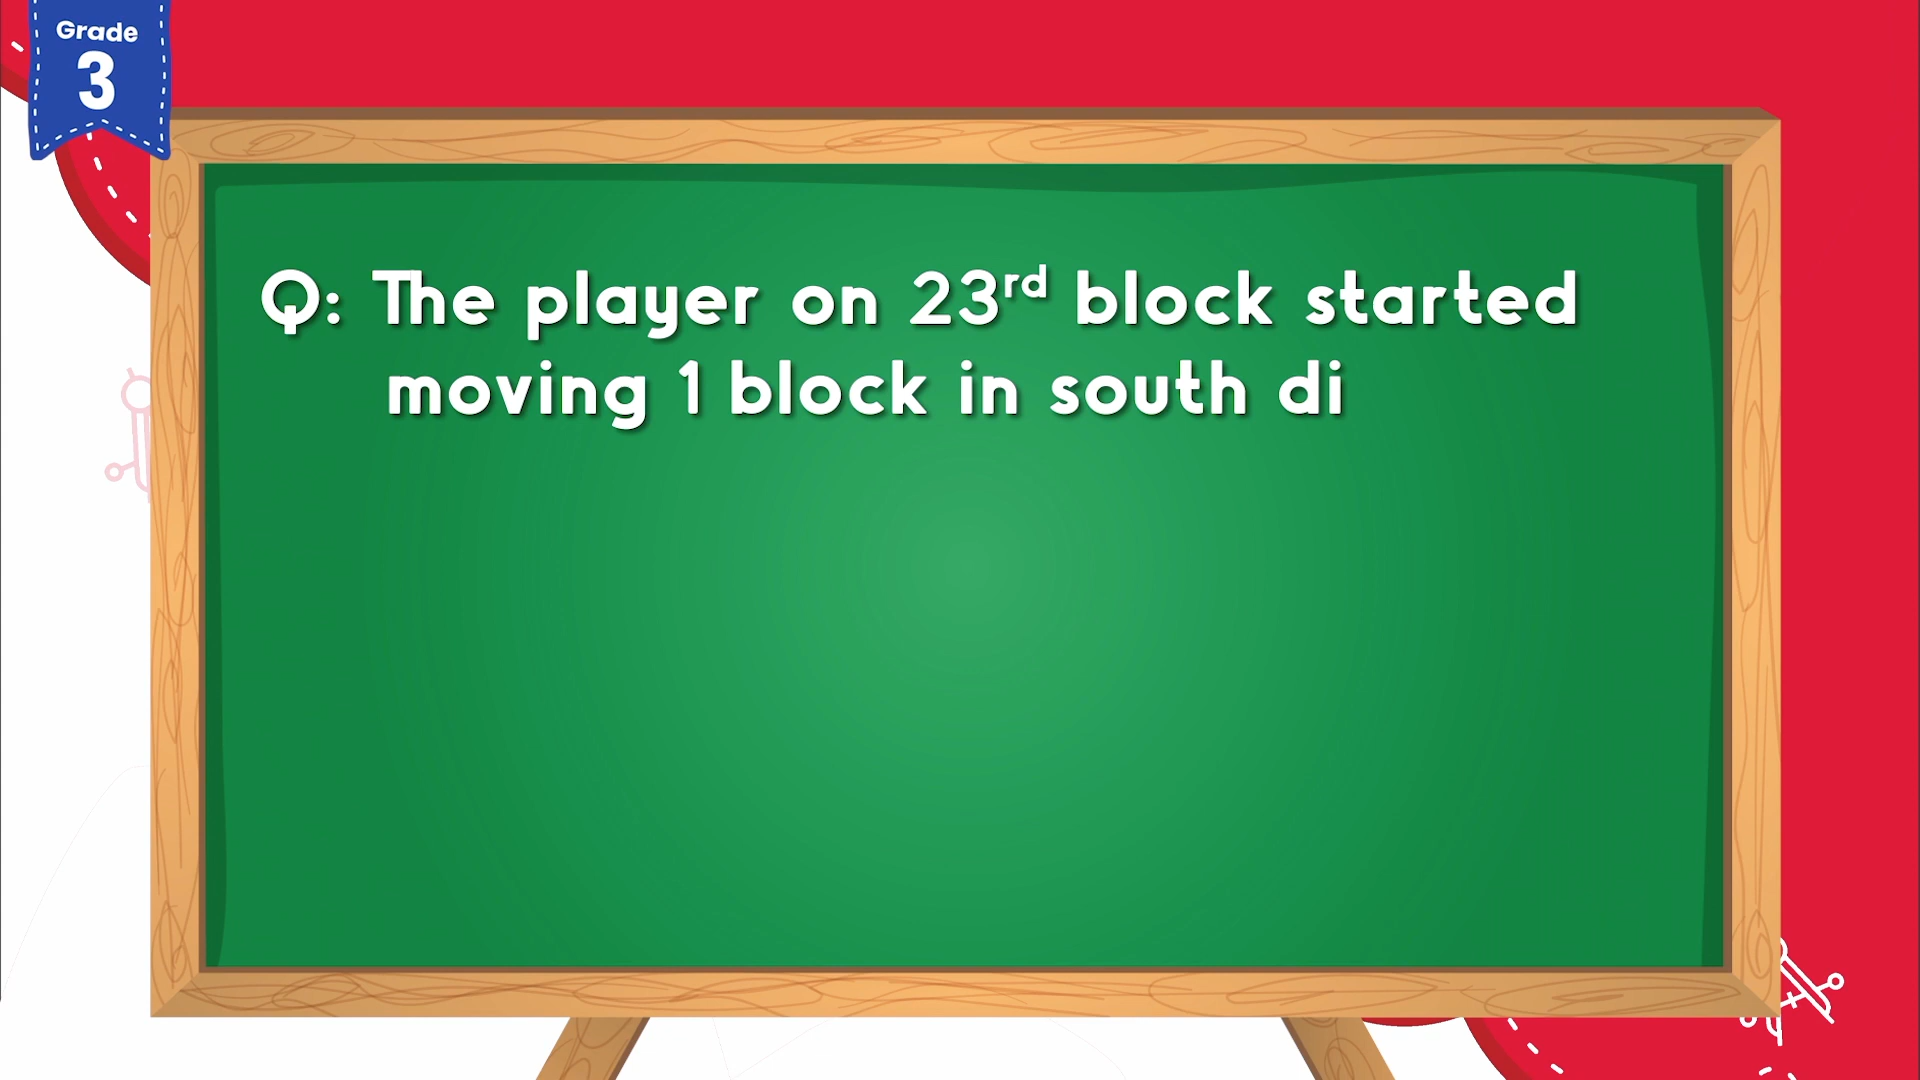 Grade
3
Q: The player on 23rd block started
moving 1 block in south di